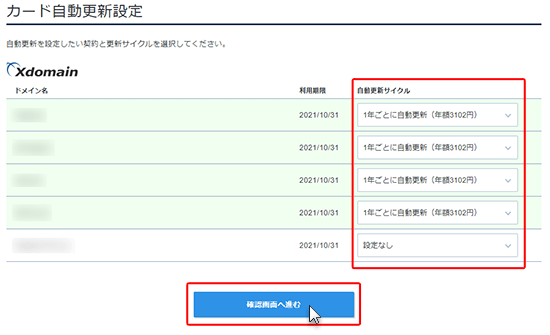 カード自動更新設定
自動更新を設定したい契約と更新サイクルを選択してください。
Xdomain
ドメイン名 利用期限 自動更新サイクル
2021/10/31 1年ごとに自動更新（年額3102円）
2021/10/31 1年ごとに自動更新（年額3102円）
2021/10/31 1年ごとに自動更新（年額3102円）
2021/10/31 1年ごとに自動更新（年額3102円）
2021/10/31 設定なし
確認画面へ進む